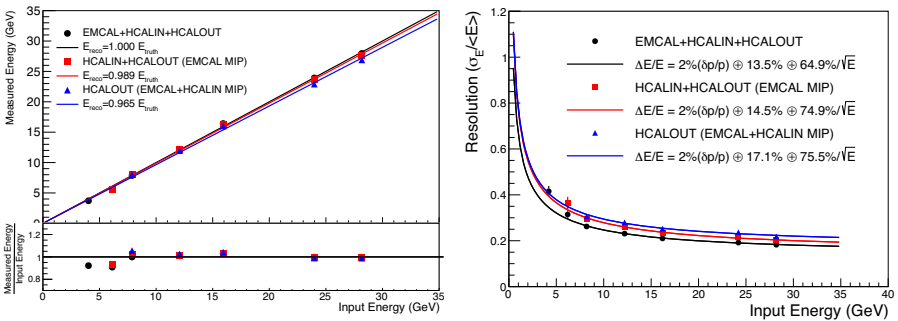 Measured Energy (GeV)
35
30
25
20
15
10
5
0
EMCAL+HCALIN+HCALOUT
E_reco=1.000 E_truth
HCALIN+HCALOUT (EMCAL MIP)
E_reco=0.989 E_truth
HCALOUT (EMCAL+HCALIN MIP)
E_reco=0.965 E_truth
Measured Energy
Input Energy
1.2
1
0.8
0 5 10 15 20 25 30 35
Input Energy (GeV)
Resolution (σ_E/<E>)
1.2
1
0.8
0.6
0.4
0.2
0
EMCAL+HCALIN+HCALOUT
ΔE/E = 2%(δp/p) ⊕ 13.5% ⊕ 64.9%/√E
HCALIN+HCALOUT (EMCAL MIP)
ΔE/E = 2%(δp/p) ⊕ 14.5% ⊕ 74.9%/√E
HCALOUT (EMCAL+HCALIN MIP)
ΔE/E = 2%(δp/p) ⊕ 17.1% ⊕ 75.5%/√E
0 5 10 15 20 25 30 35 40
Input Energy (GeV)